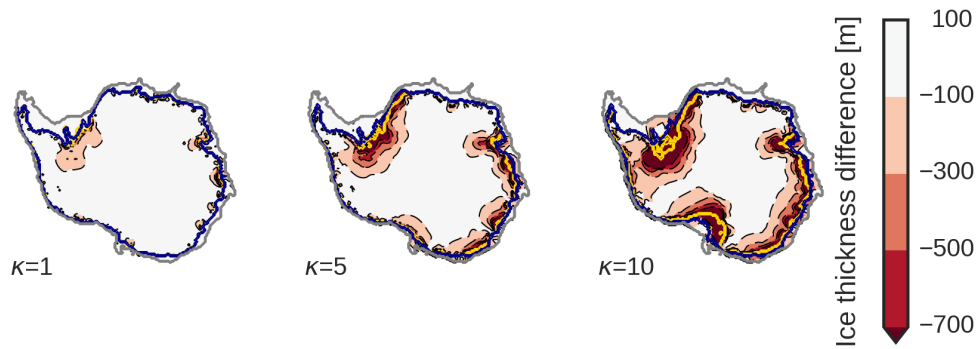 κ=1
κ=5
κ=10
Ice thickness difference [m]
100
−100
−300
−500
−700